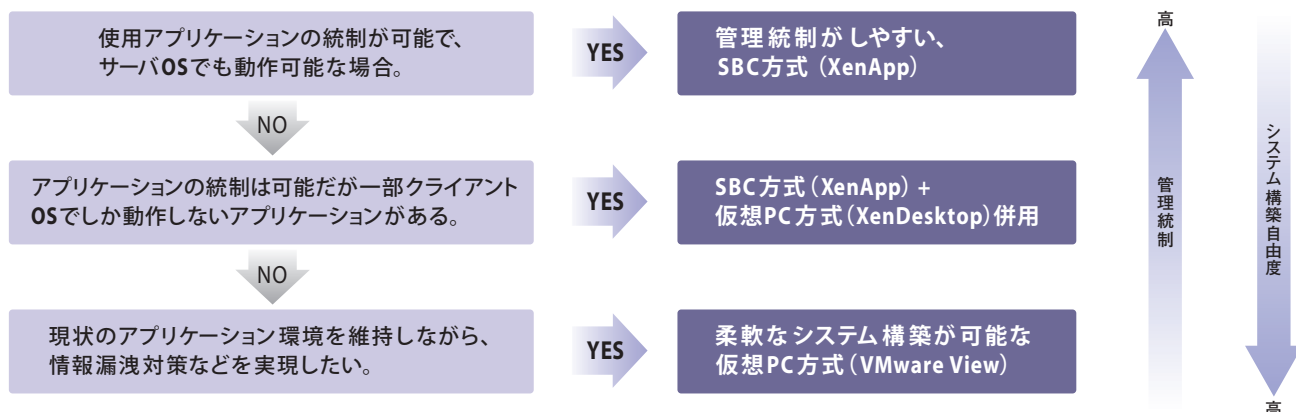 使用アプリケーションの統制が可能で、
サーバOSでも動作可能な場合。
YES
管理統制がしやすい、
SBC方式（XenApp）
NO
アプリケーションの統制は可能だが一部クライアント
OSでしか動作しないアプリケーションがある。
YES
SBC方式（XenApp）+
仮想PC方式（XenDesktop）併用
NO
現状のアプリケーション環境を維持しながら、
情報漏洩対策などを実現したい。
YES
柔軟なシステム構築が可能な
仮想PC方式（VMware View）
高
管理統制
システム構築自由度
高